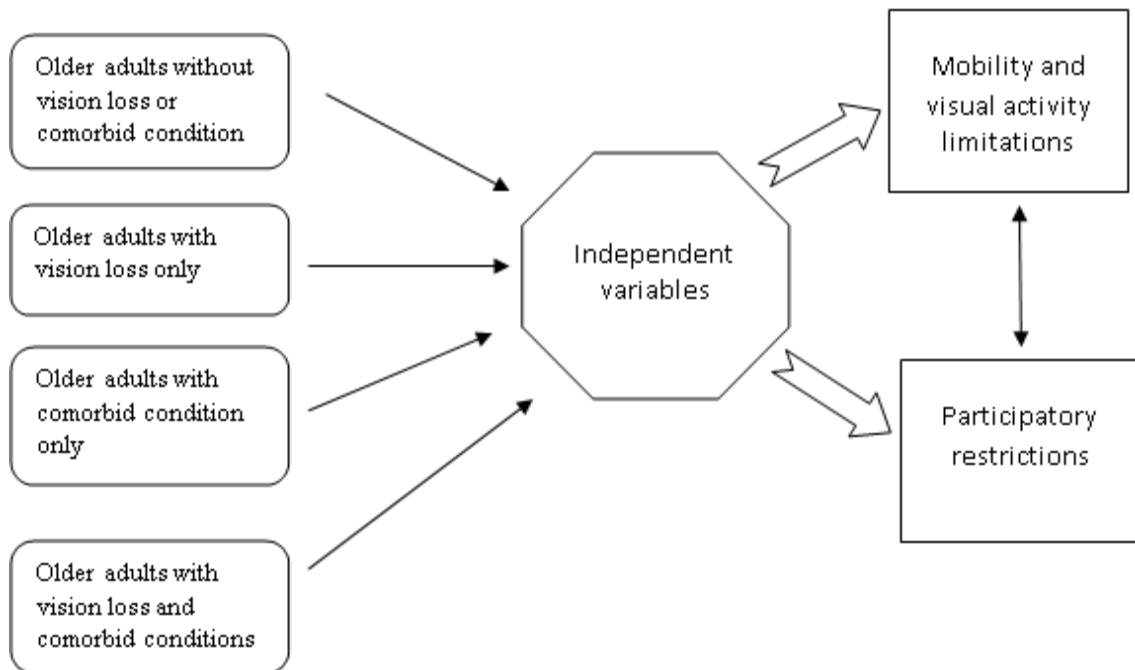 Older adults without
vision loss or
comorbid condition
Older adults with
vision loss only
Older adults with
comorbid condition
only
Older adults with
vision loss and
comorbid conditions
Independent
variables
Mobility and
visual activity
limitations
Participatory
restrictions